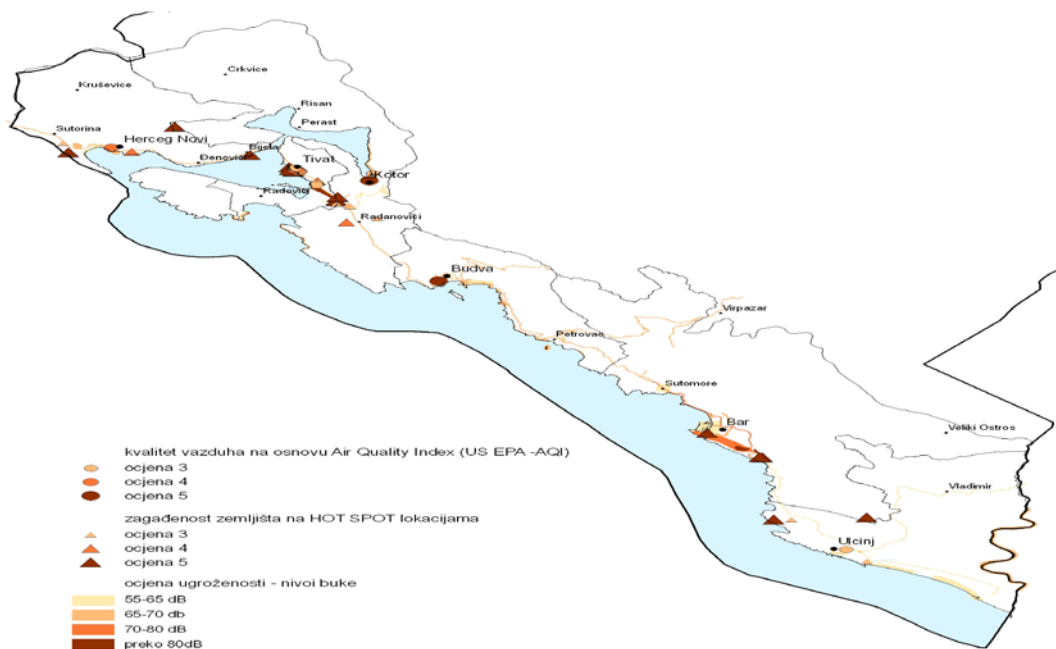 Crkvice
Kruševice
Risan
Sutorina
Perast
Herceg Novi
Bijela
Denovići
Tivat
Kotor
Radovići
Radanovići
Budva
Virpazar
Petrovac
Sutomore
Bar
Veliki Ostros
Vladimir
Ulcinj
kvalitet vazduha na osnovu Air Quality Index (US EPA -AQI)
ocjena 3
ocjena 4
ocjena 5
zagađenost zemljišta na HOT SPOT lokacijama
ocjena 3
ocjena 4
ocjena 5
ocjena ugroženosti - nivoi buke
55-65 dB
65-70 db
70-80 dB
preko 80dB